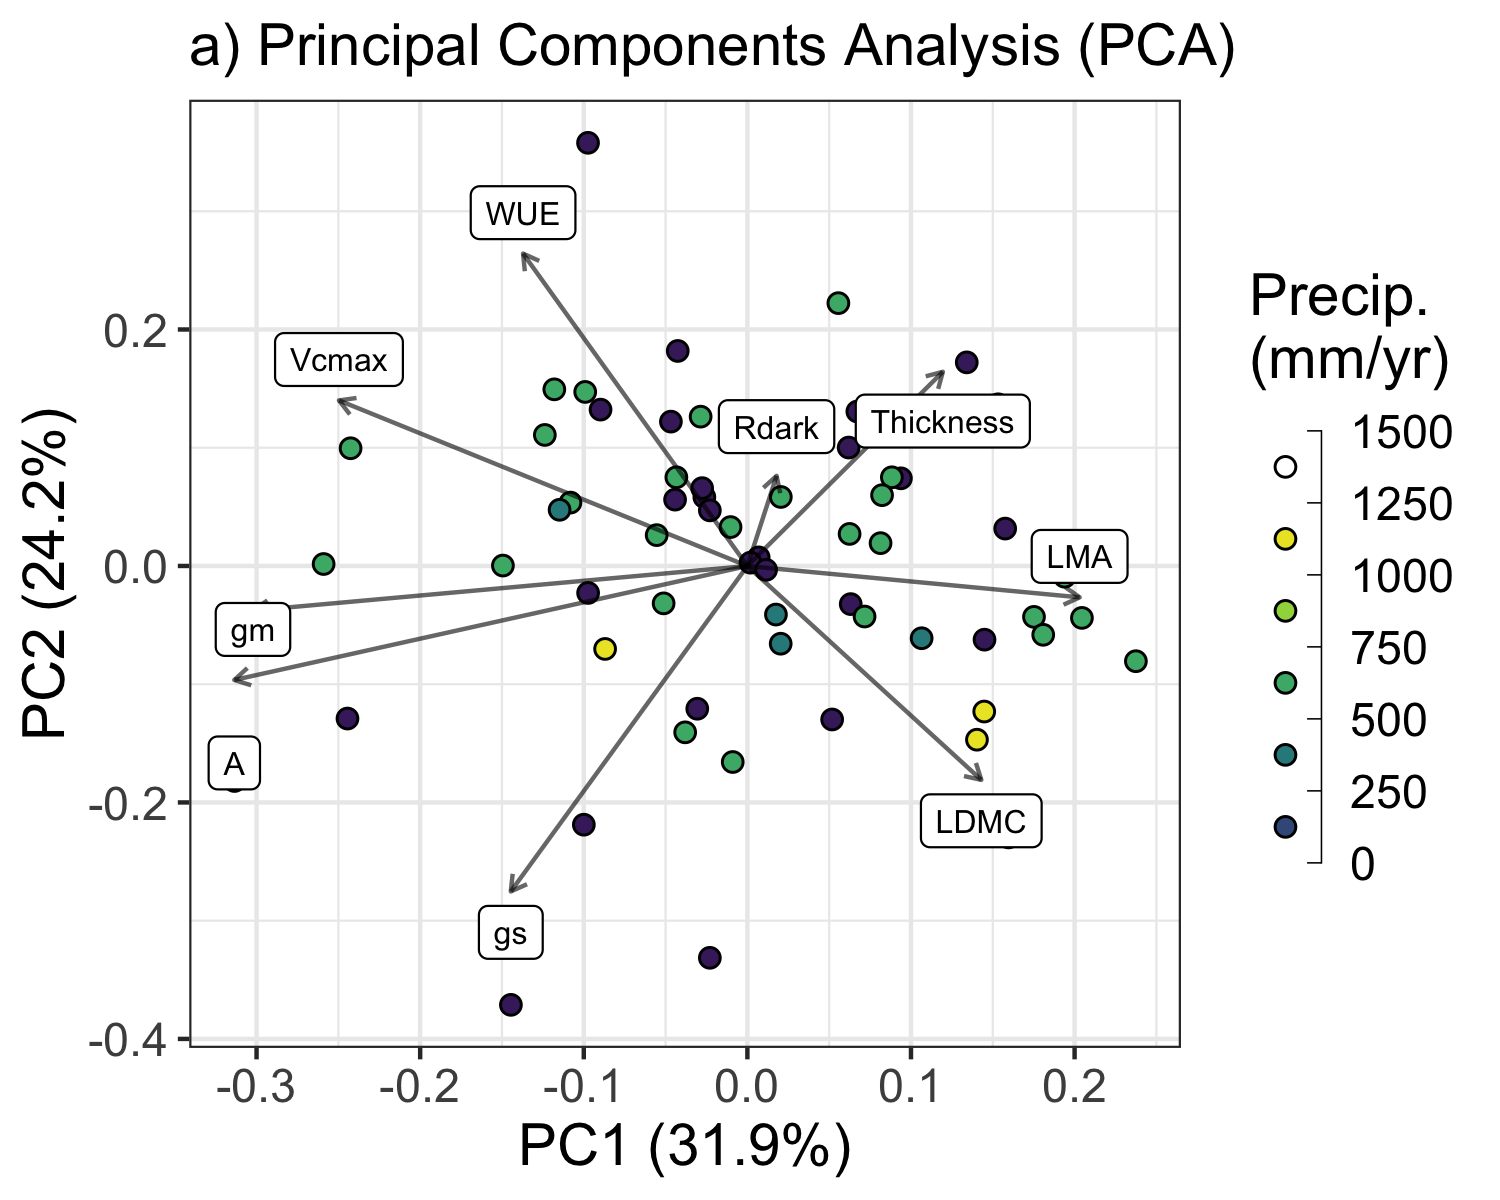 a) Principal Components Analysis (PCA)
WUE
Vcmax
Rdark
Thickness
LMA
gm
A
LDMC
gs
0.2
0.0
-0.2
-0.4
PC2 (24.2%)
-0.3
-0.2
-0.1
0.0
0.1
0.2
PC1 (31.9%)
Precip.
(mm/yr)
1500
1250
1000
750
500
250
0